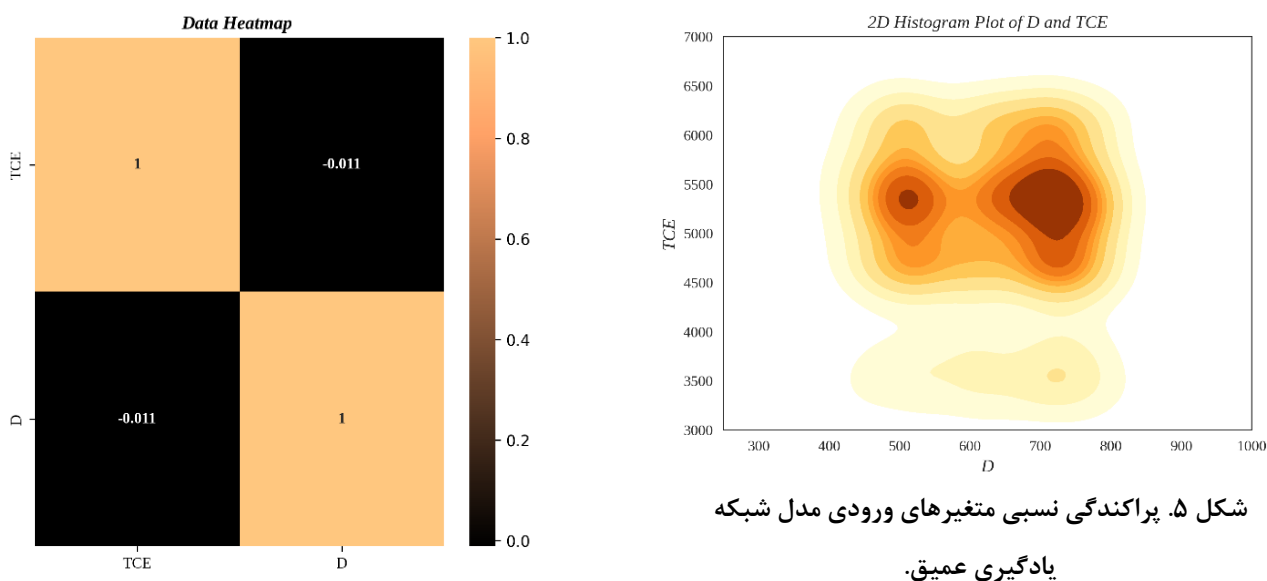 Data Heatmap
TCE
D
1
-0.011
-0.011
1
TCE
D
1.0
0.8
0.6
0.4
0.2
0.0
2D Histogram Plot of D and TCE
7000
6500
6000
5500
5000
4500
4000
3500
3000
TCE
300 400 500 600 700 800 900 1000
D
شکل ۵. پراکندگی نسبی متغیرهای ورودی مدل شبکه
یادگیری عمیق.